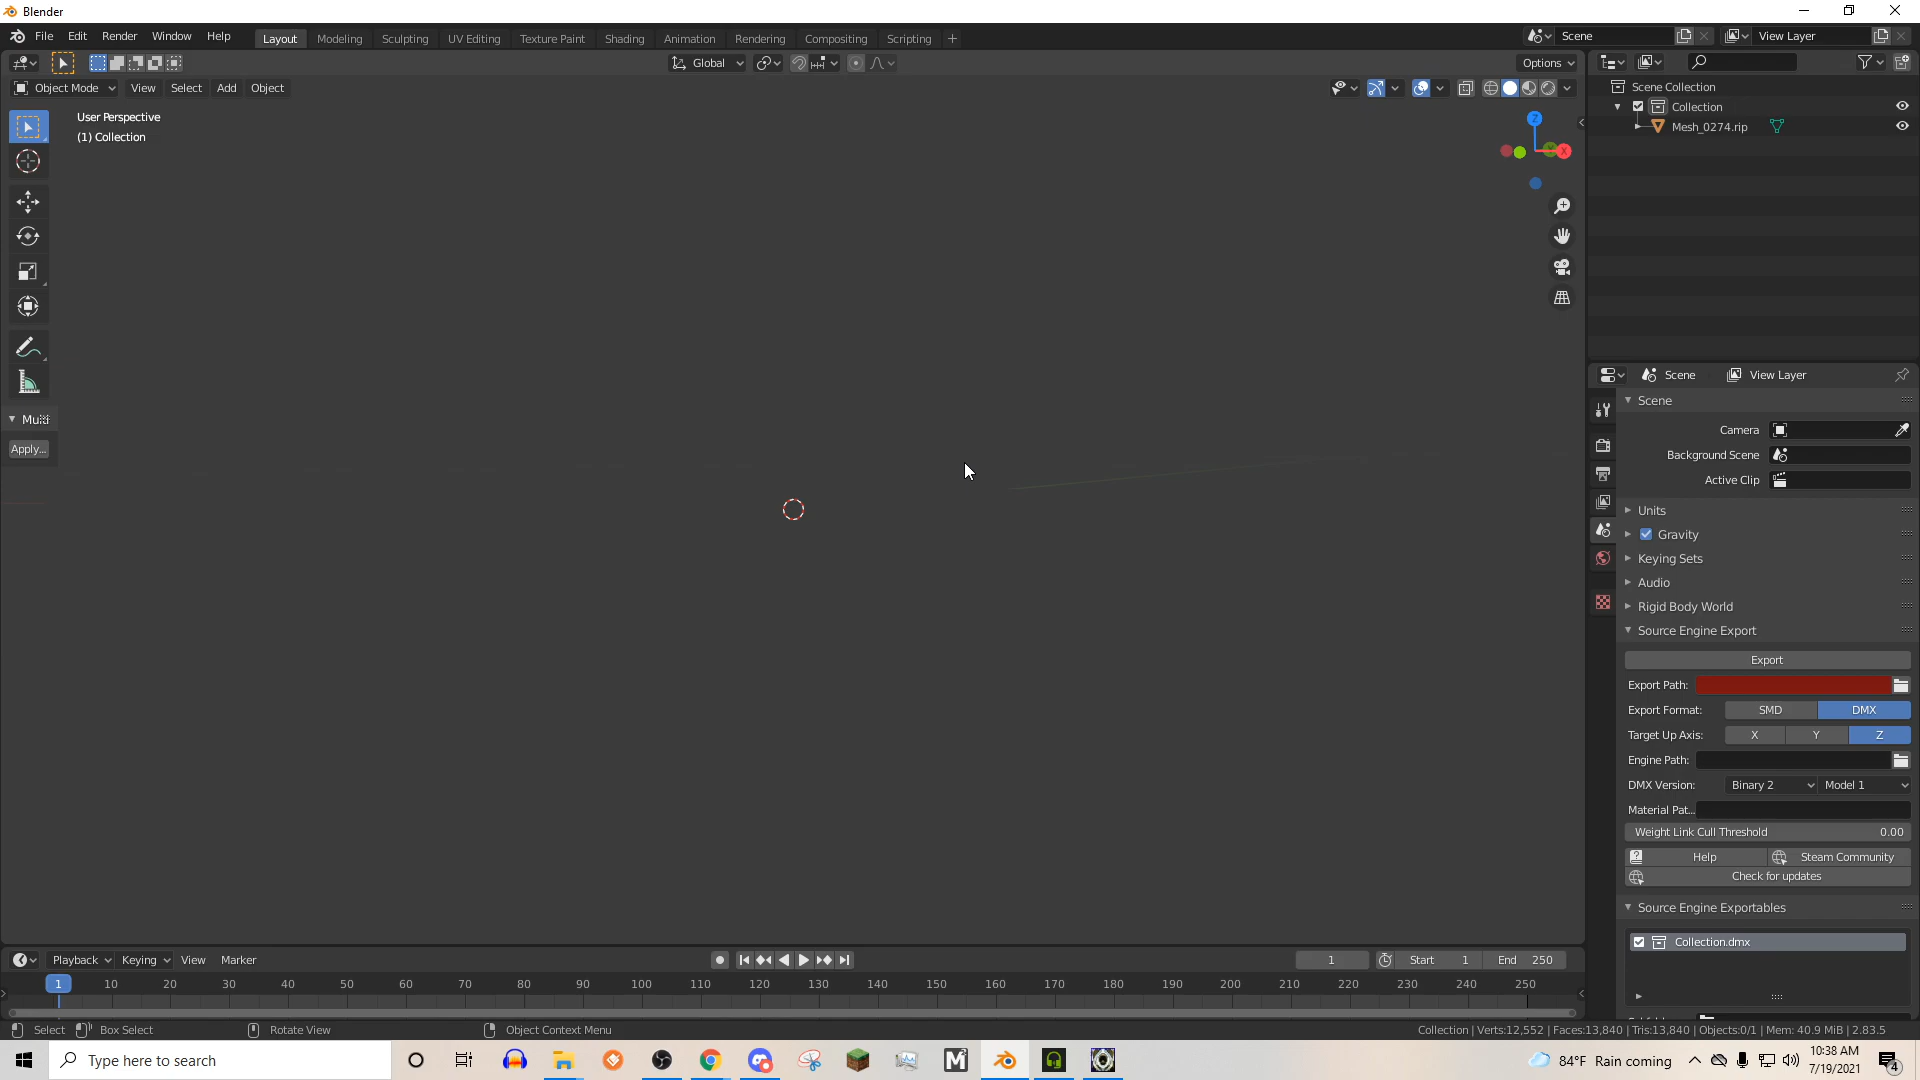 Blender
File Edit Render Window Help
Layout Modeling Sculpting UV Editing Texture Paint Shading Animation Rendering Compositing Scripting +
Scene View Layer
Global Options
Object Mode View Select Add Object
User Perspective
(1) Collection
Z
X
Scene Collection
Collection
Mesh_0274.rip
Multi
Apply...
Scene View Layer
Scene
Camera
Background Scene
Active Clip
Units
Gravity
Keying Sets
Audio
Rigid Body World
Source Engine Export
Export
Export Path:
Export Format: SMD DMX
Target Up Axis: X Y Z
Engine Path:
DMX Version: Binary 2 Model 1
Material Pat...
Weight Link Cull Threshold 0.00
Help Steam Community
Check for updates
Source Engine Exportables
Collection.dmx
Playback Keying View Marker 1 Start 1 End 250
1 10 20 30 40 50 60 70 80 90 100 110 120 130 140 150 160 170 180 190 200 210 220 230 240 250
Select Box Select Rotate View Object Context Menu Collection | Verts:12,552 | Faces:13,840 | Tris:13,840 | Objects:0/1 | Mem: 40.9 MiB | 2.83.5
Type here to search
84°F Rain coming
10:38 AM
7/19/2021
4